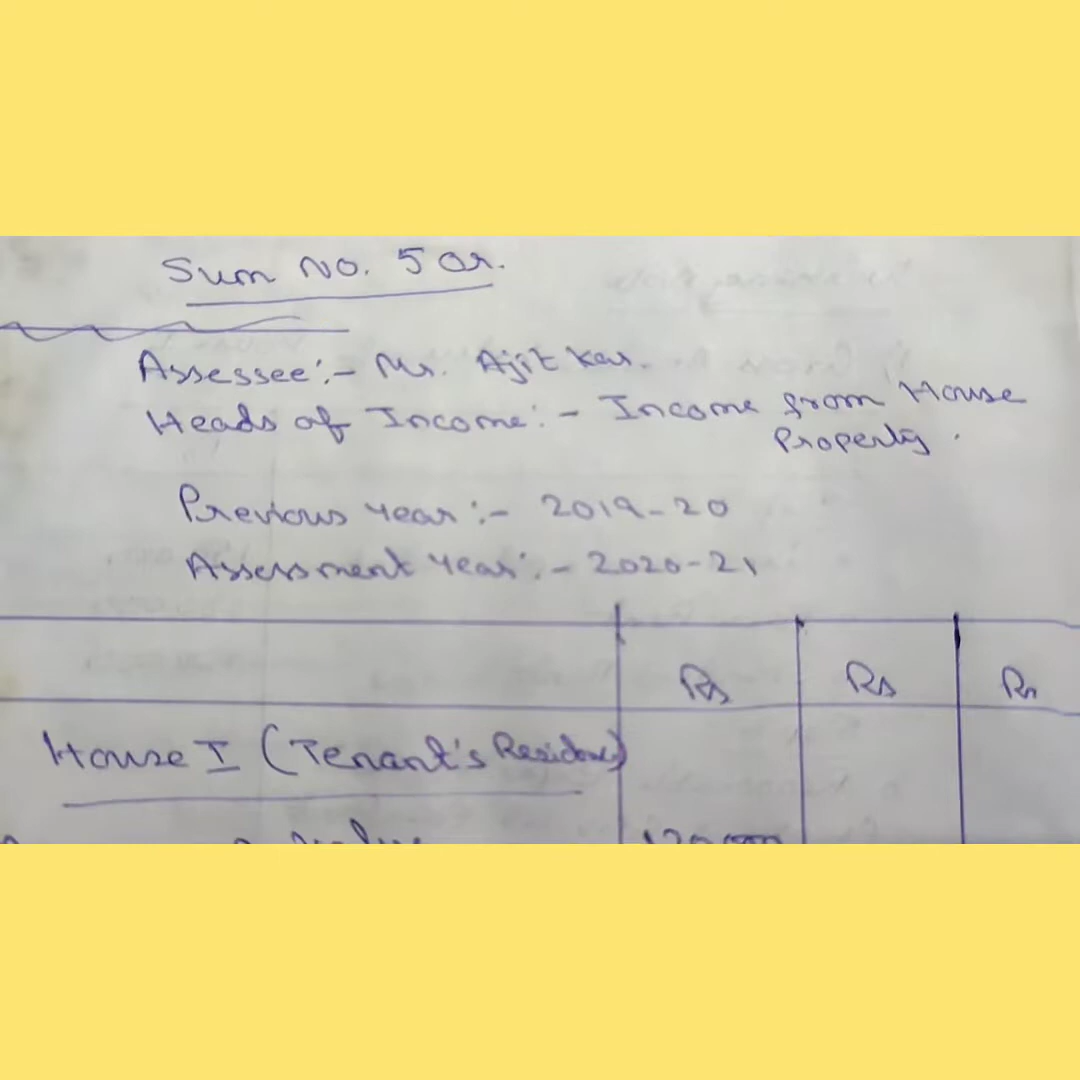 Sum No. 5 or.
Assessee:- Mr. Ajit Kar.
Heads of Income:- Income from House
Property.
Previous year:- 2019-20
Assessment year:- 2020-21
Rs Rs Rs
House I (Tenant's Residence)